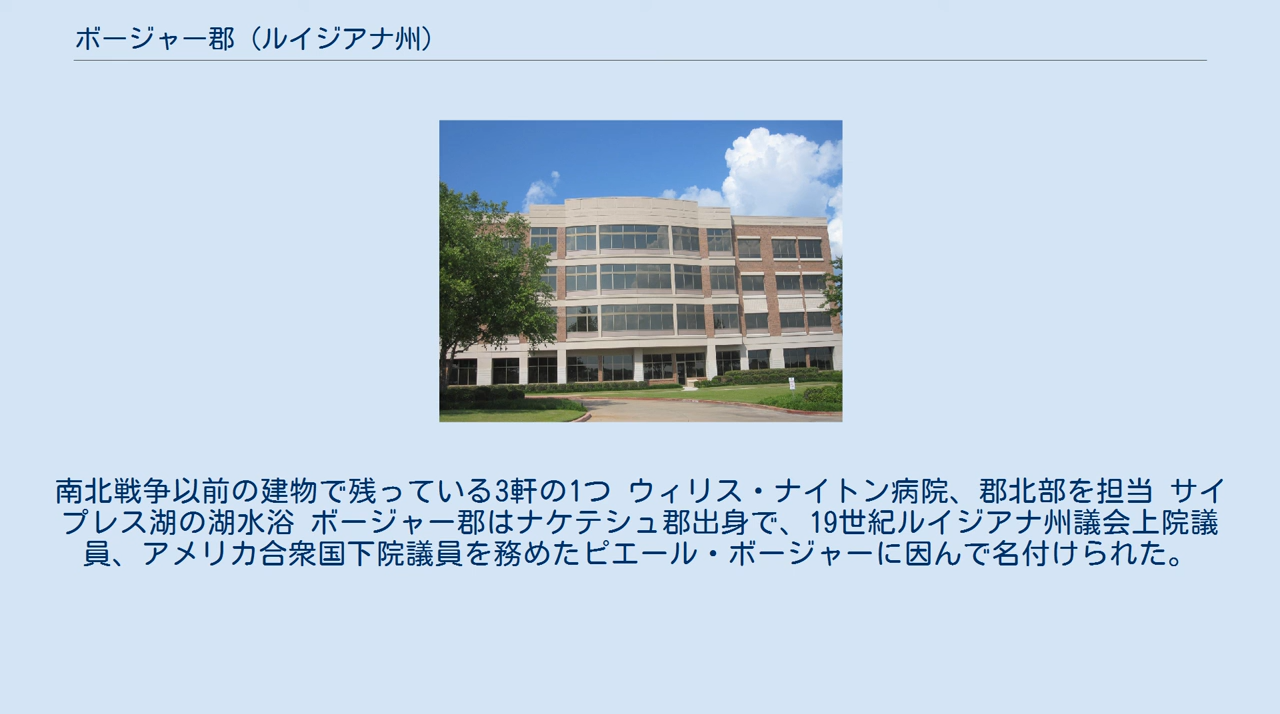 ボージャー郡（ルイジアナ州）
南北戦争以前の建物で残っている3軒の1つ ウィリス・ナイトン病院、郡北部を担当 サイ
プレス湖の湖水浴 ボージャー郡はナケテシュ郡出身で、19世紀ルイジアナ州議会上院議
員、アメリカ合衆国下院議員を務めたピエール・ボージャーに因んで名付けられた。